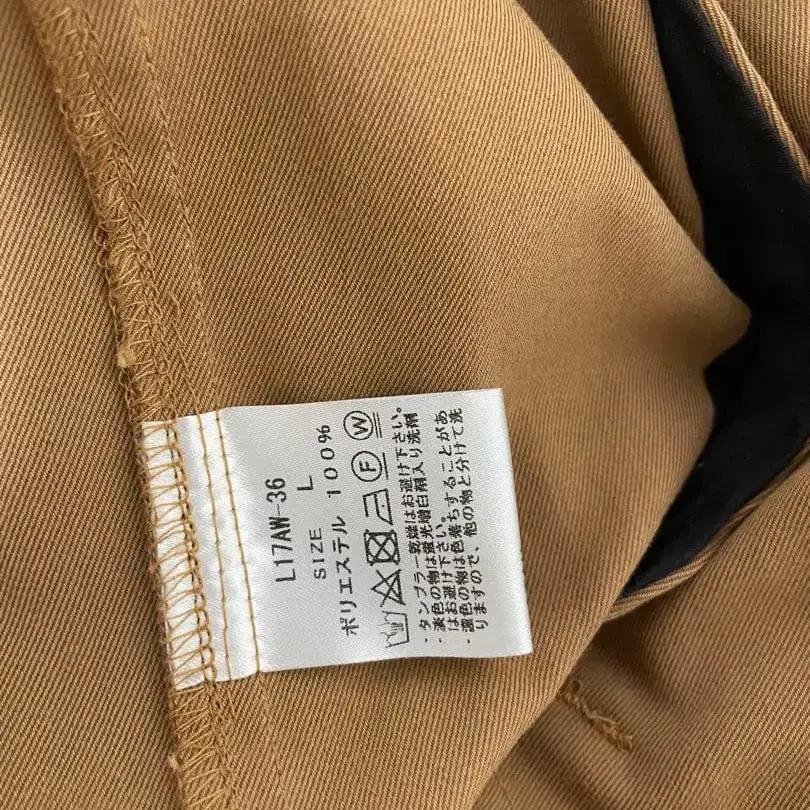 L17AW-36
SIZE L
ポリエステル 100%
F W
・タンブラー乾燥はお避け下さい。
・淡色の物は蛍光増白剤入り洗剤
はお避け下さい。
・濃色の物は色落ちすることがあ
りますので、他の物と分けて洗